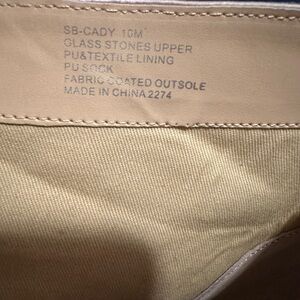 SB-CADY 10M
GLASS STONES UPPER
PU&TEXTILE LINING
PU SOCK
FABRIC COATED OUTSOLE
MADE IN CHINA 2274